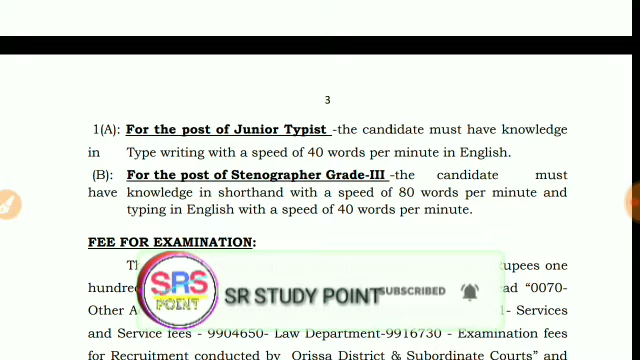 3
1(A): For the post of Junior Typist -the candidate must have knowledge
in Type writing with a speed of 40 words per minute in English.
(B): For the post of Stenographer Grade-III -the candidate must
have knowledge in shorthand with a speed of 80 words per minute and
typing in English with a speed of 40 words per minute.
FEE FOR EXAMINATION:
Rupees one
SRS
POINT
SR STUDY POINT
SUBSCRIBED
"0070-
Other Services
and Service fees - 9904650- Law Department-9916730 - Examination fees
for Recruitment conducted by Orissa District & Subordinate Courts" and